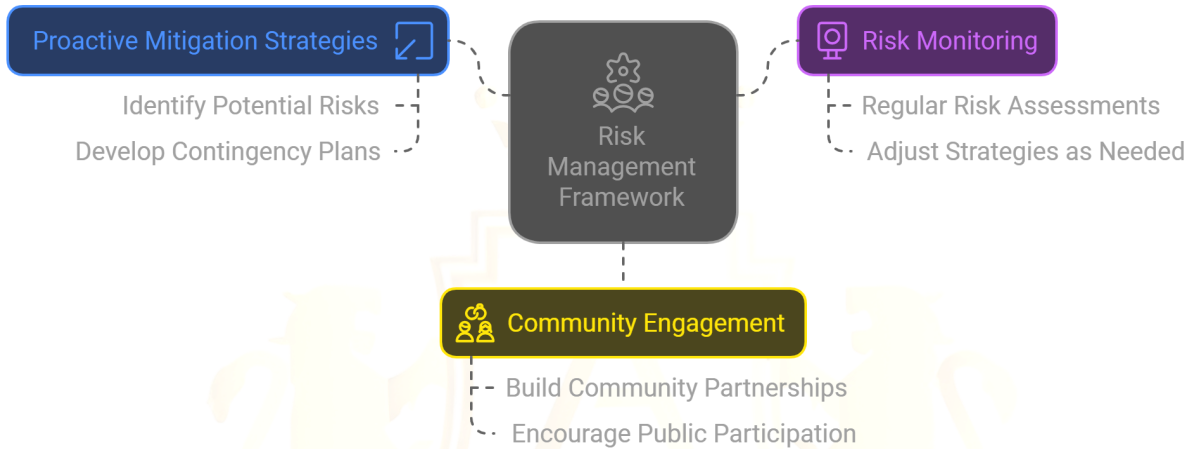 Proactive Mitigation Strategies
Identify Potential Risks
Develop Contingency Plans
Risk
Management
Framework
Risk Monitoring
Regular Risk Assessments
Adjust Strategies as Needed
Community Engagement
Build Community Partnerships
Encourage Public Participation